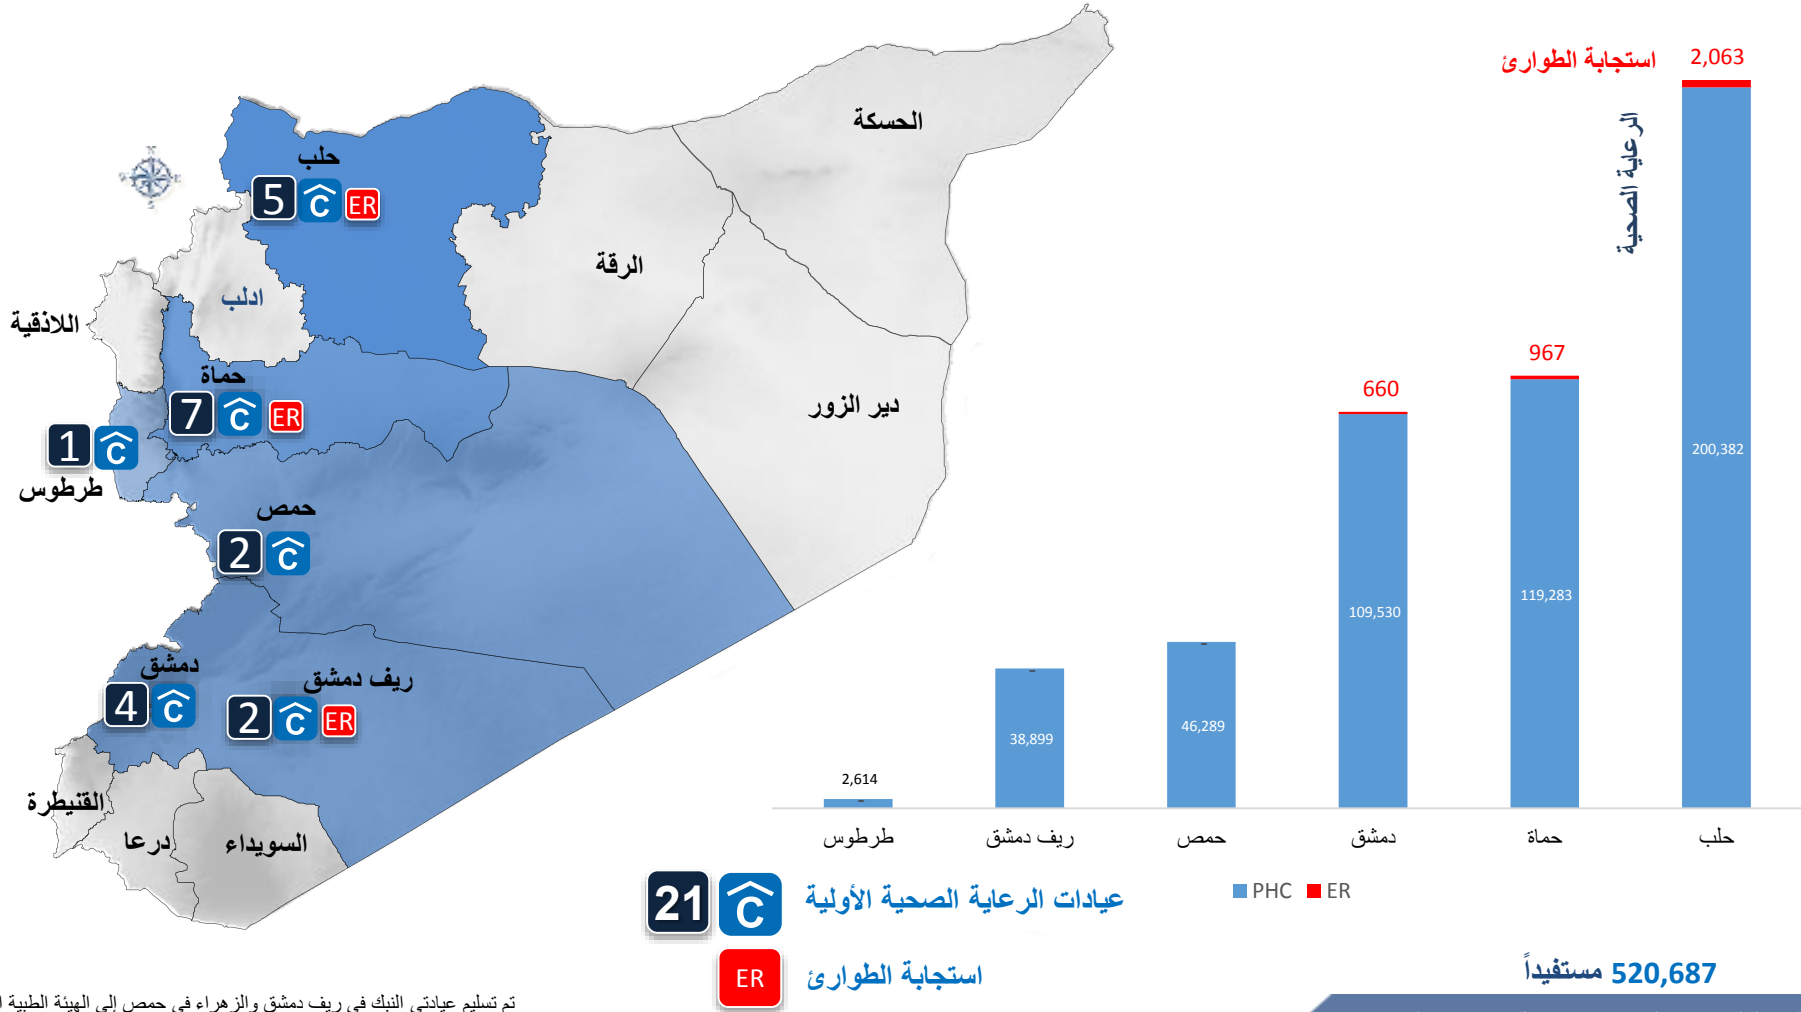 الحسكة
حلب
5 C ER
الرقة
ادلب
اللاذقية
حماة
7 C ER
دير الزور
1 C
طرطوس
حمص
2 C
دمشق
4 C
ريف دمشق
2 C ER
القنيطرة
درعا
السويداء
استجابة الطوارئ
الرعاية الصحية
2,063
967
660
200,382
119,283
109,530
46,289
38,899
2,614
طرطوس
ريف دمشق
حمص
دمشق
حماة
حلب
PHC ER
21 C عيادات الرعاية الصحية الأولية
ER استجابة الطوارئ
520,687 مستفيداً
تم تسليم عيادتي النبك في ريف دمشق والزهراء في حمص إلى الهيئة الطبية